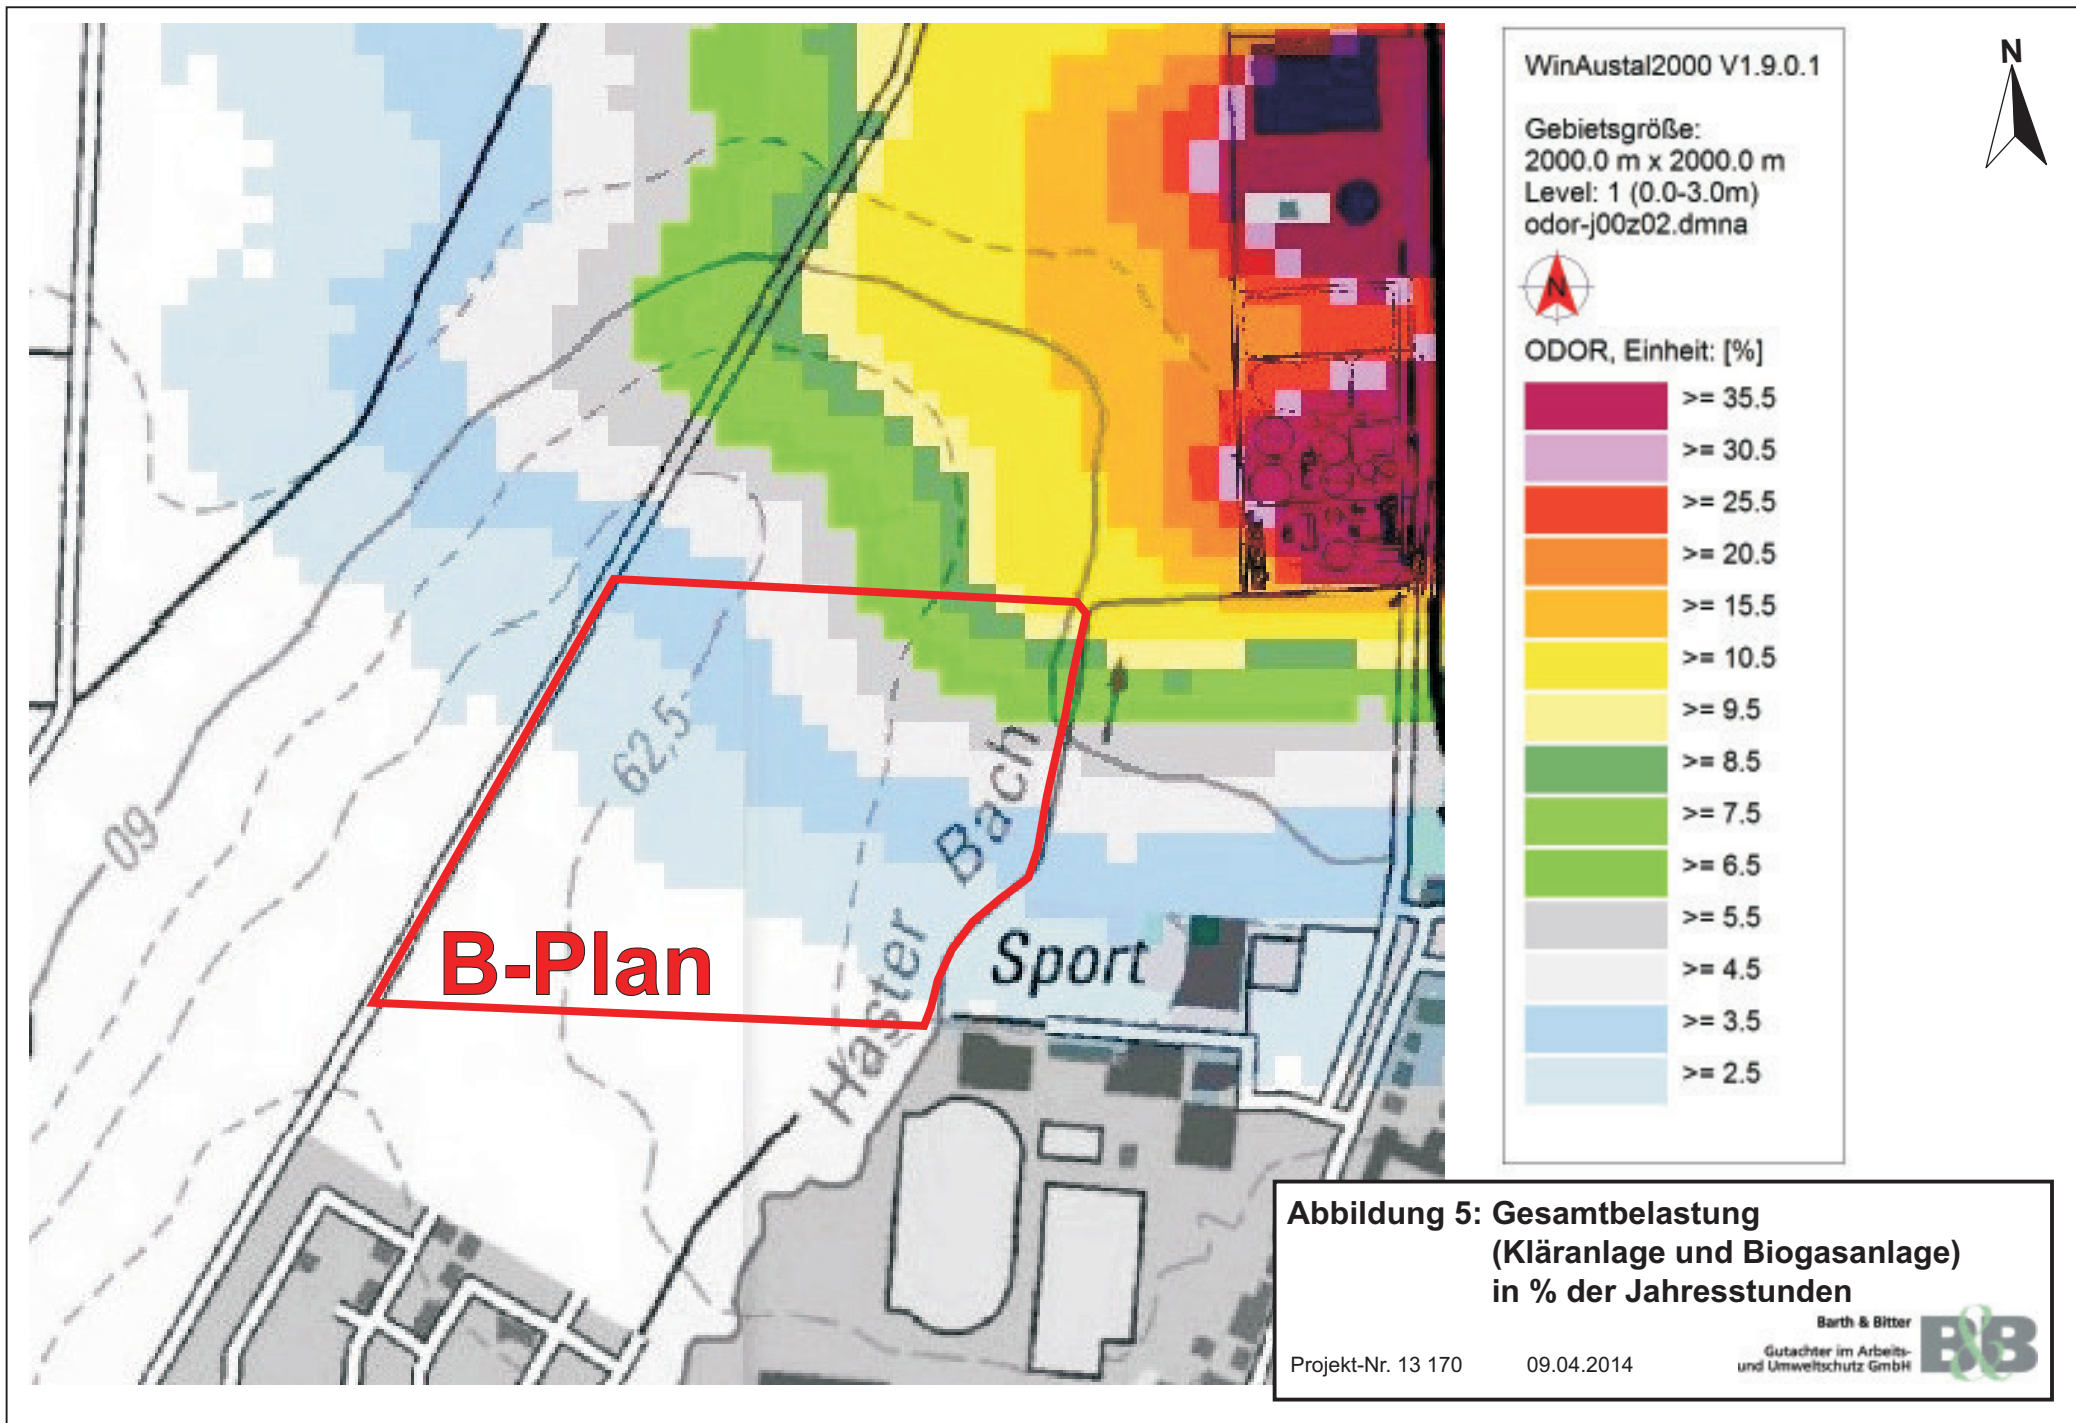 N
WinAustal2000 V1.9.0.1
Gebietsgröße:
2000.0 m x 2000.0 m
Level: 1 (0.0-3.0m)
odor-j00z02.dmna
N
ODOR, Einheit: [%]
>= 35.5
>= 30.5
>= 25.5
>= 20.5
>= 15.5
>= 10.5
>= 9.5
>= 8.5
>= 7.5
>= 6.5
>= 5.5
>= 4.5
>= 3.5
>= 2.5
62,5
60
Haster Bach
B-Plan
Sport
Abbildung 5: Gesamtbelastung
(Kläranlage und Biogasanlage)
in % der Jahresstunden
Barth & Bitter
Gutachter im Arbeits-
und Umweltschutz GmbH
B&B
Projekt-Nr. 13 170 09.04.2014